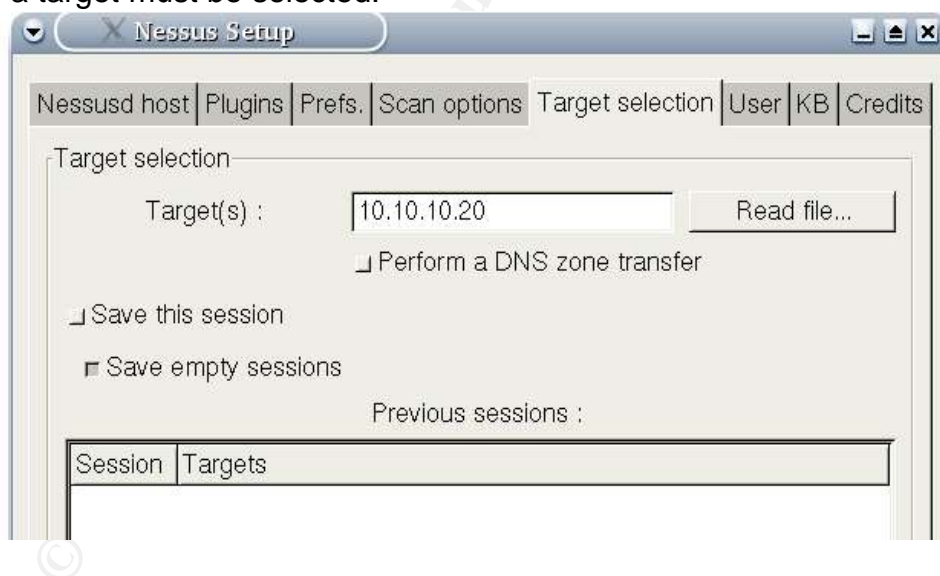 a target must be selected.
Nessus Setup
Nessusd host Plugins Prefs. Scan options Target selection User KB Credits
Target selection
Target(s) : 10.10.10.20 Read file...
Perform a DNS zone transfer
Save this session
Save empty sessions
Previous sessions :
Session Targets
©